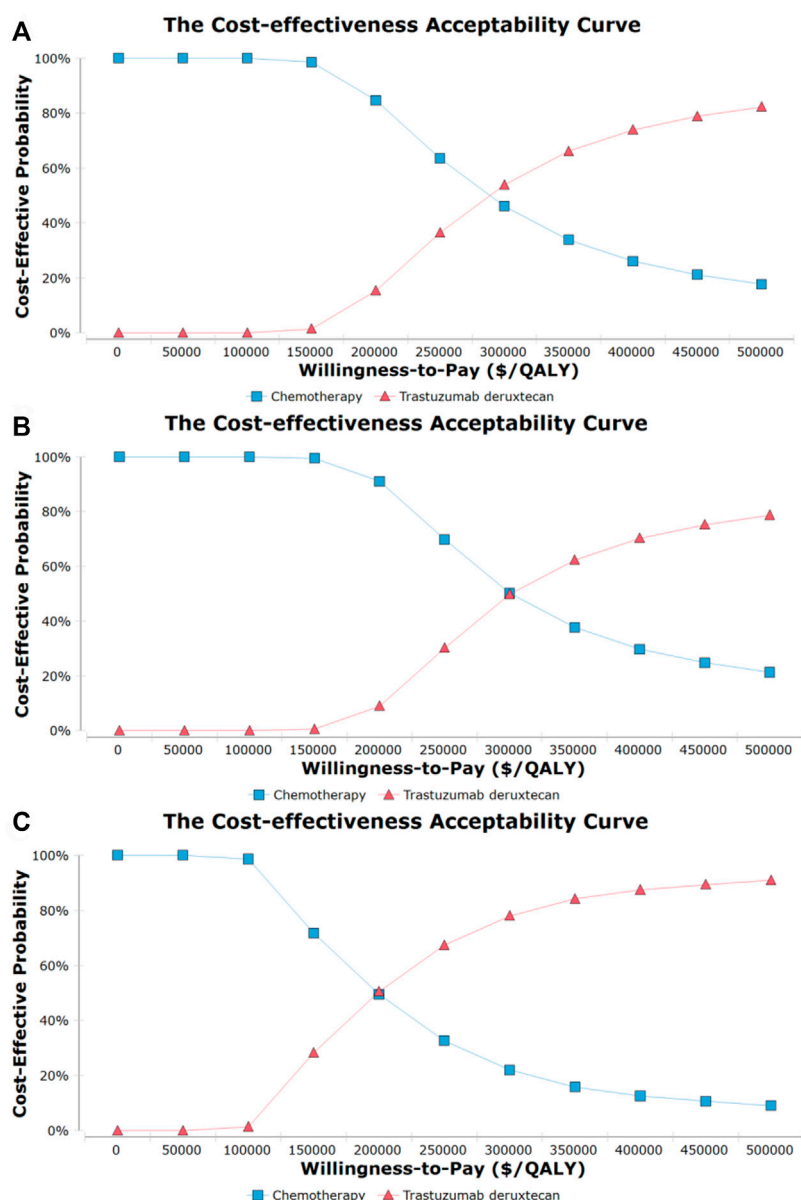 A
The Cost-effectiveness Acceptability Curve
Cost-Effective Probability
100%
80%
60%
40%
20%
0%
0 50000 100000 150000 200000 250000 300000 350000 400000 450000 500000
Willingness-to-Pay ($/QALY)
Chemotherapy Trastuzumab deruxtecan
B
The Cost-effectiveness Acceptability Curve
Cost-Effective Probability
100%
80%
60%
40%
20%
0%
0 50000 100000 150000 200000 250000 300000 350000 400000 450000 500000
Willingness-to-Pay ($/QALY)
Chemotherapy Trastuzumab deruxtecan
C
The Cost-effectiveness Acceptability Curve
Cost-Effective Probability
100%
80%
60%
40%
20%
0%
0 50000 100000 150000 200000 250000 300000 350000 400000 450000 500000
Willingness-to-Pay ($/QALY)
Chemotherapy Trastuzumab deruxtecan